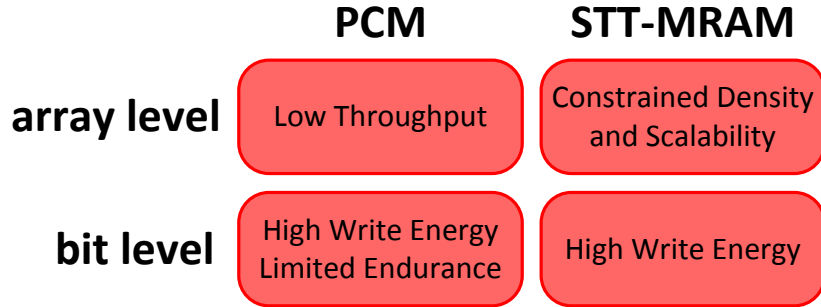 PCM STT-MRAM
array level
Low Throughput
Constrained Density
and Scalability
bit level
High Write Energy
Limited Endurance
High Write Energy